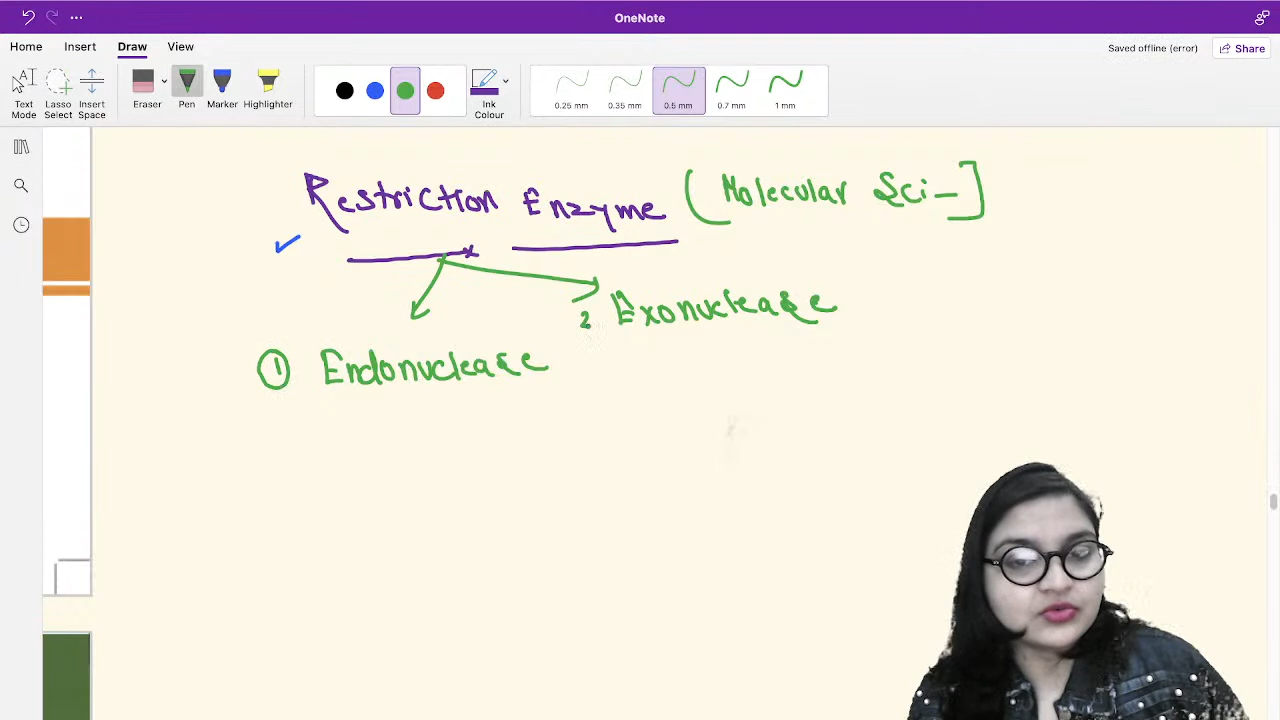 OneNote
Home Insert Draw View
Saved offline (error) Share
Text Mode
Lasso Select
Insert Space
Eraser
Pen
Marker
Highlighter
Ink Colour
0.25 mm 0.35 mm 0.5 mm 0.7 mm 1 mm
Restriction Enzyme (Molecular Sci-]
2 Exonuclease
① Endonuclease